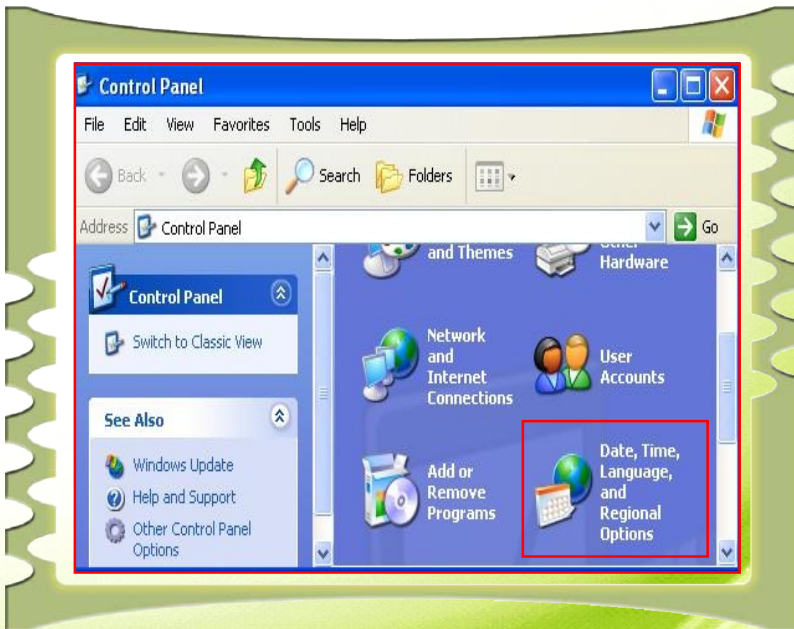 Control Panel
File Edit View Favorites Tools Help
Back Search Folders
Address Control Panel Go
Control Panel
Switch to Classic View
See Also
Windows Update
Help and Support
Other Control Panel
Options
and Themes
Other
Hardware
Network
and
Internet
Connections
User
Accounts
Add or
Remove
Programs
Date, Time,
Language,
and
Regional
Options